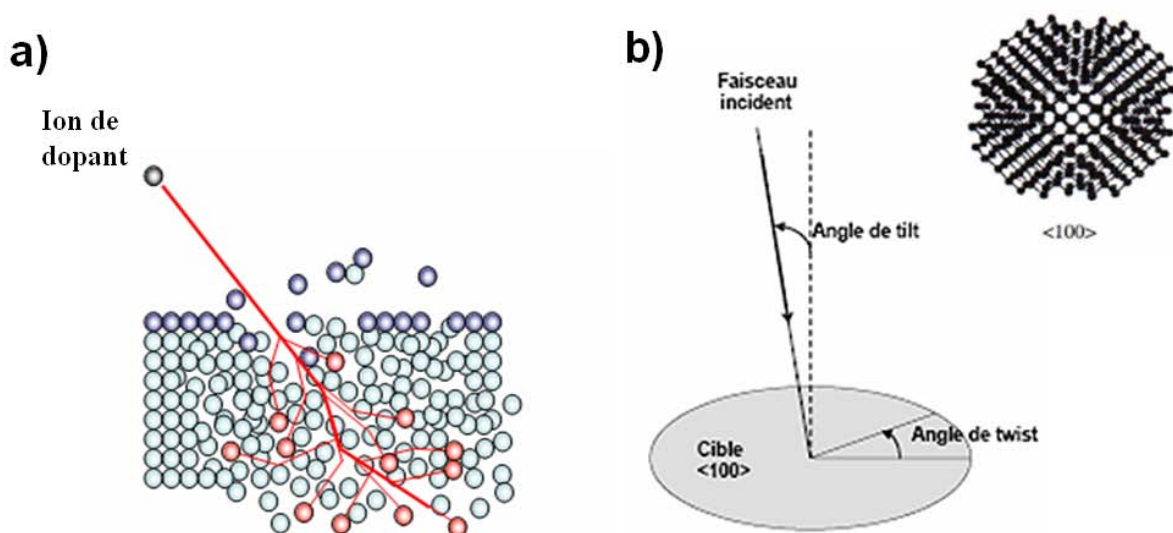 a)
Ion de
dopant
b)
Faisceau
incident
Angle de tilt
<100>
Angle de twist
Cible
<100>